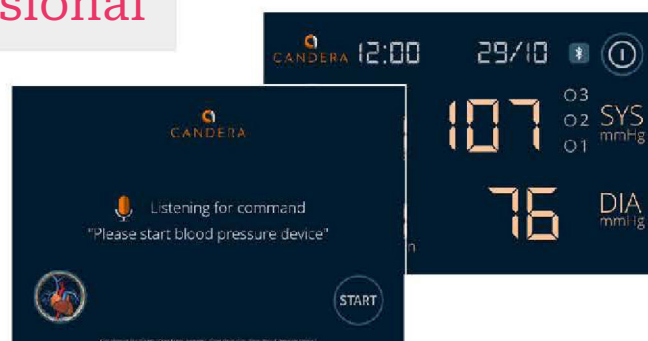 CANDERA 12:00 29/10
107
O3
O2
O1
SYS
mmHg
76
DIA
mmHg
CANDERA
Listening for command
"Please start blood pressure device"
START